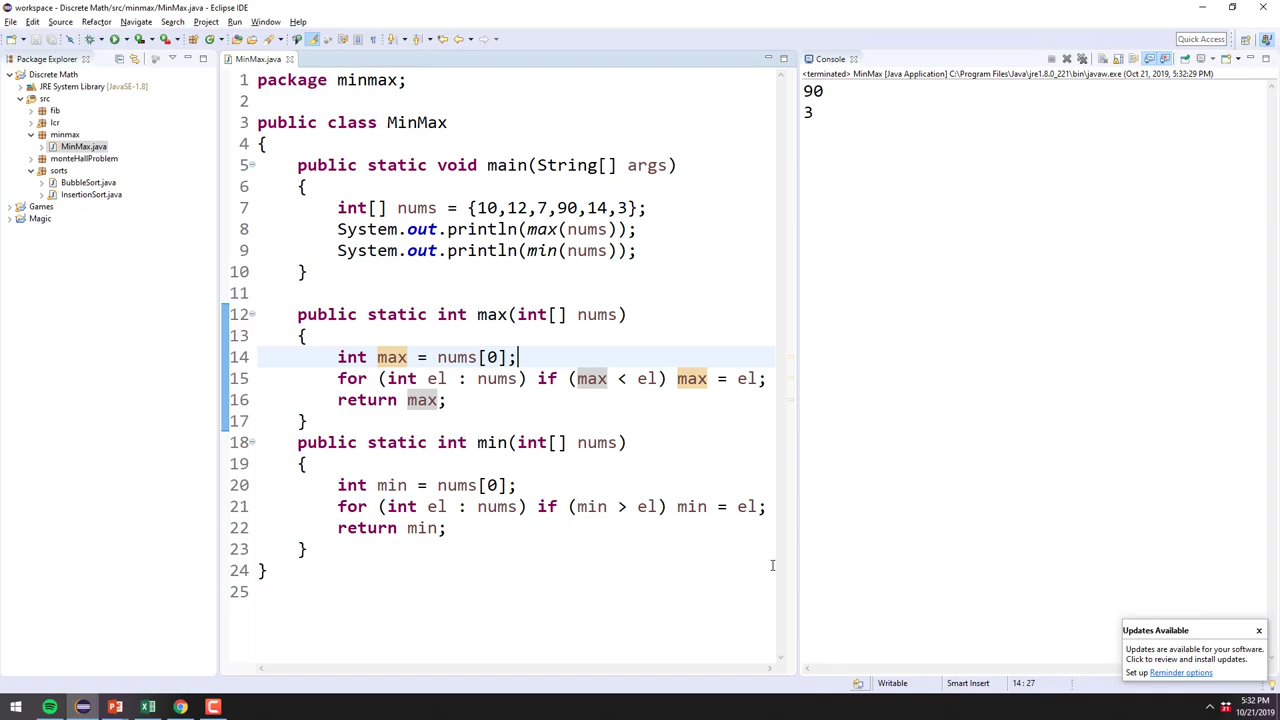 workspace - Discrete Math/src/minmax/MinMax.java - Eclipse IDE
File Edit Source Refactor Navigate Search Project Run Window Help
Quick Access
Package Explorer
Discrete Math
JRE System Library [JavaSE-1.8]
src
fib
lcr
minmax
MinMax.java
monteHallProblem
sorts
BubbleSort.java
InsertionSort.java
Games
Magic
MinMax.java
1 package minmax;
2
3 public class MinMax
4 {
5 public static void main(String[] args)
6 {
7 int[] nums = {10,12,7,90,14,3};
8 System.out.println(max(nums));
9 System.out.println(min(nums));
10 }
11
12 public static int max(int[] nums)
13 {
14 int max = nums[0];
15 for (int el : nums) if (max < el) max = el;
16 return max;
17 }
18 public static int min(int[] nums)
19 {
20 int min = nums[0];
21 for (int el : nums) if (min > el) min = el;
22 return min;
23 }
24 }
25
Console
<terminated> MinMax [Java Application] C:\Program Files\Java\jre1.8.0_221\bin\javaw.exe (Oct 21, 2019, 5:32:29 PM)
90
3
Updates Available
Updates are available for your software.
Click to review and install updates.
Set up Reminder options
Writable Smart Insert 14 : 27
5:32 PM
10/21/2019